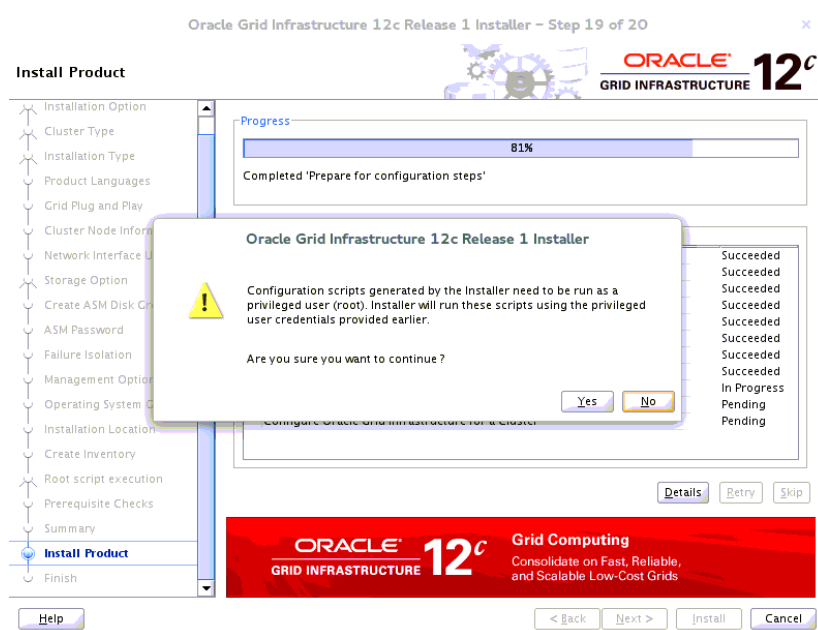 Oracle Grid Infrastructure 12c Release 1 Installer – Step 19 of 20
Install Product
ORACLE
GRID INFRASTRUCTURE
12c
Installation Option
Cluster Type
Installation Type
Product Languages
Grid Plug and Play
Cluster Node Inform
Network Interface U
Storage Option
Create ASM Disk Gr
ASM Password
Failure Isolation
Management Option
Operating System G
Installation Location
Create Inventory
Root script execution
Prerequisite Checks
Summary
Install Product
Finish
Progress
81%
Completed 'Prepare for configuration steps'
Succeeded
Succeeded
Succeeded
Succeeded
Succeeded
Succeeded
Succeeded
Succeeded
In Progress
Pending
Configure Oracle Grid Infrastructure for a Cluster Pending
Oracle Grid Infrastructure 12c Release 1 Installer
Configuration scripts generated by the Installer need to be run as a
privileged user (root). Installer will run these scripts using the privileged
user credentials provided earlier.
Are you sure you want to continue ?
Yes No
Details Retry Skip
ORACLE
GRID INFRASTRUCTURE
12c
Grid Computing
Consolidate on Fast, Reliable,
and Scalable Low-Cost Grids
Help < Back Next > Install Cancel